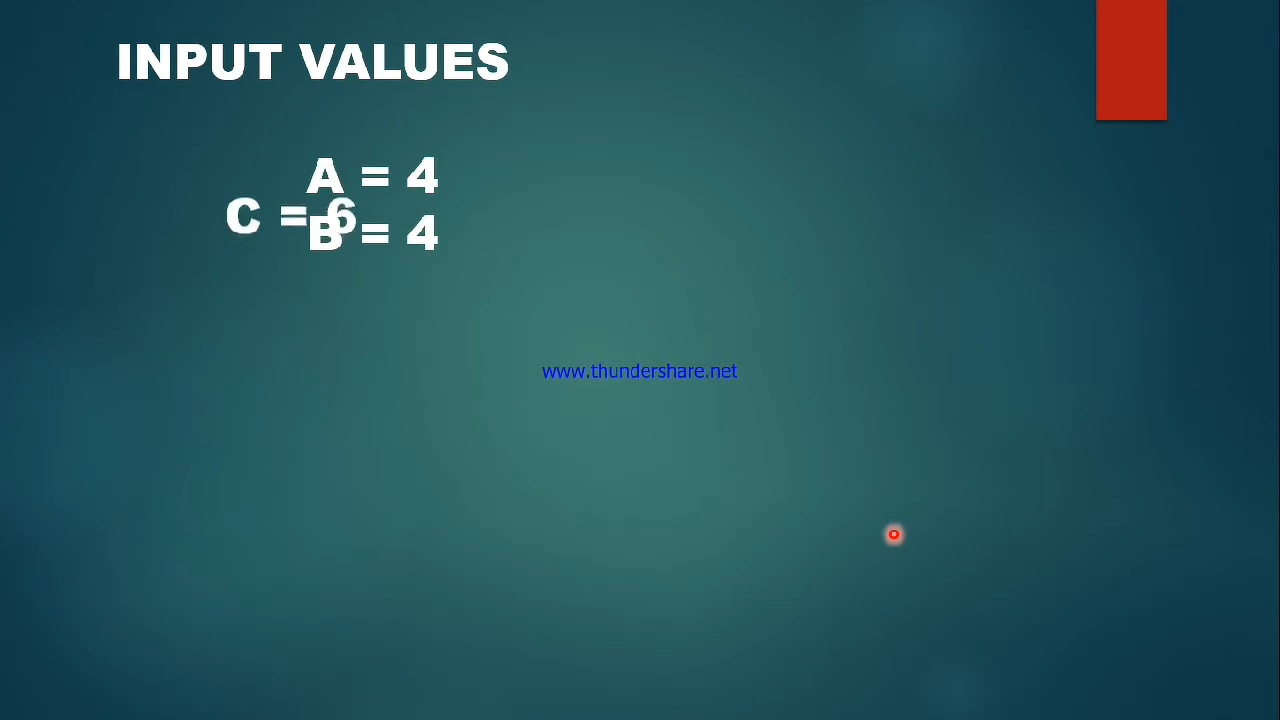 INPUT VALUES
A = 4
C = 6
B = 4
www.thundershare.net